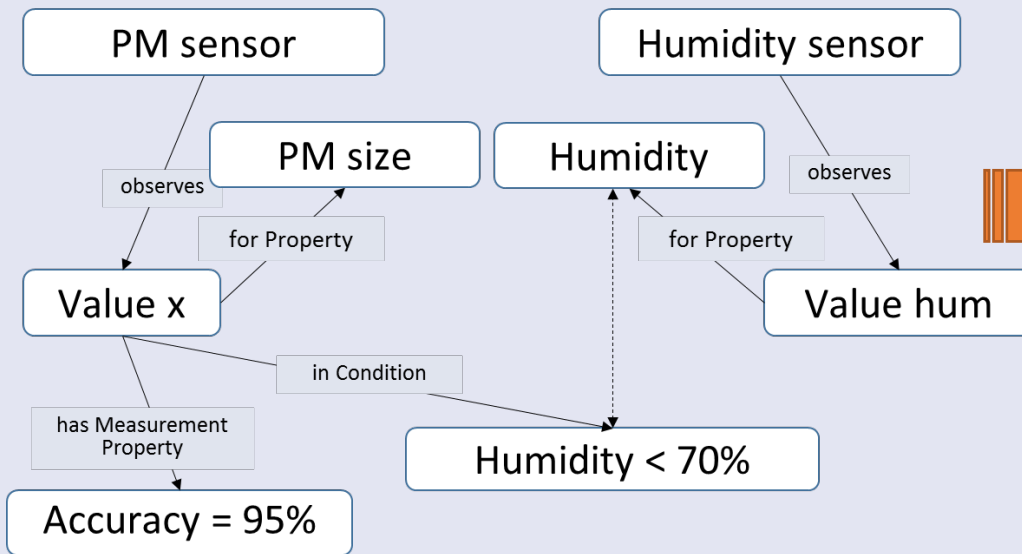 PM sensor
Humidity sensor
PM size
Humidity
observes
observes
for Property
for Property
Value x
Value hum
in Condition
has Measurement
Property
Humidity < 70%
Accuracy = 95%